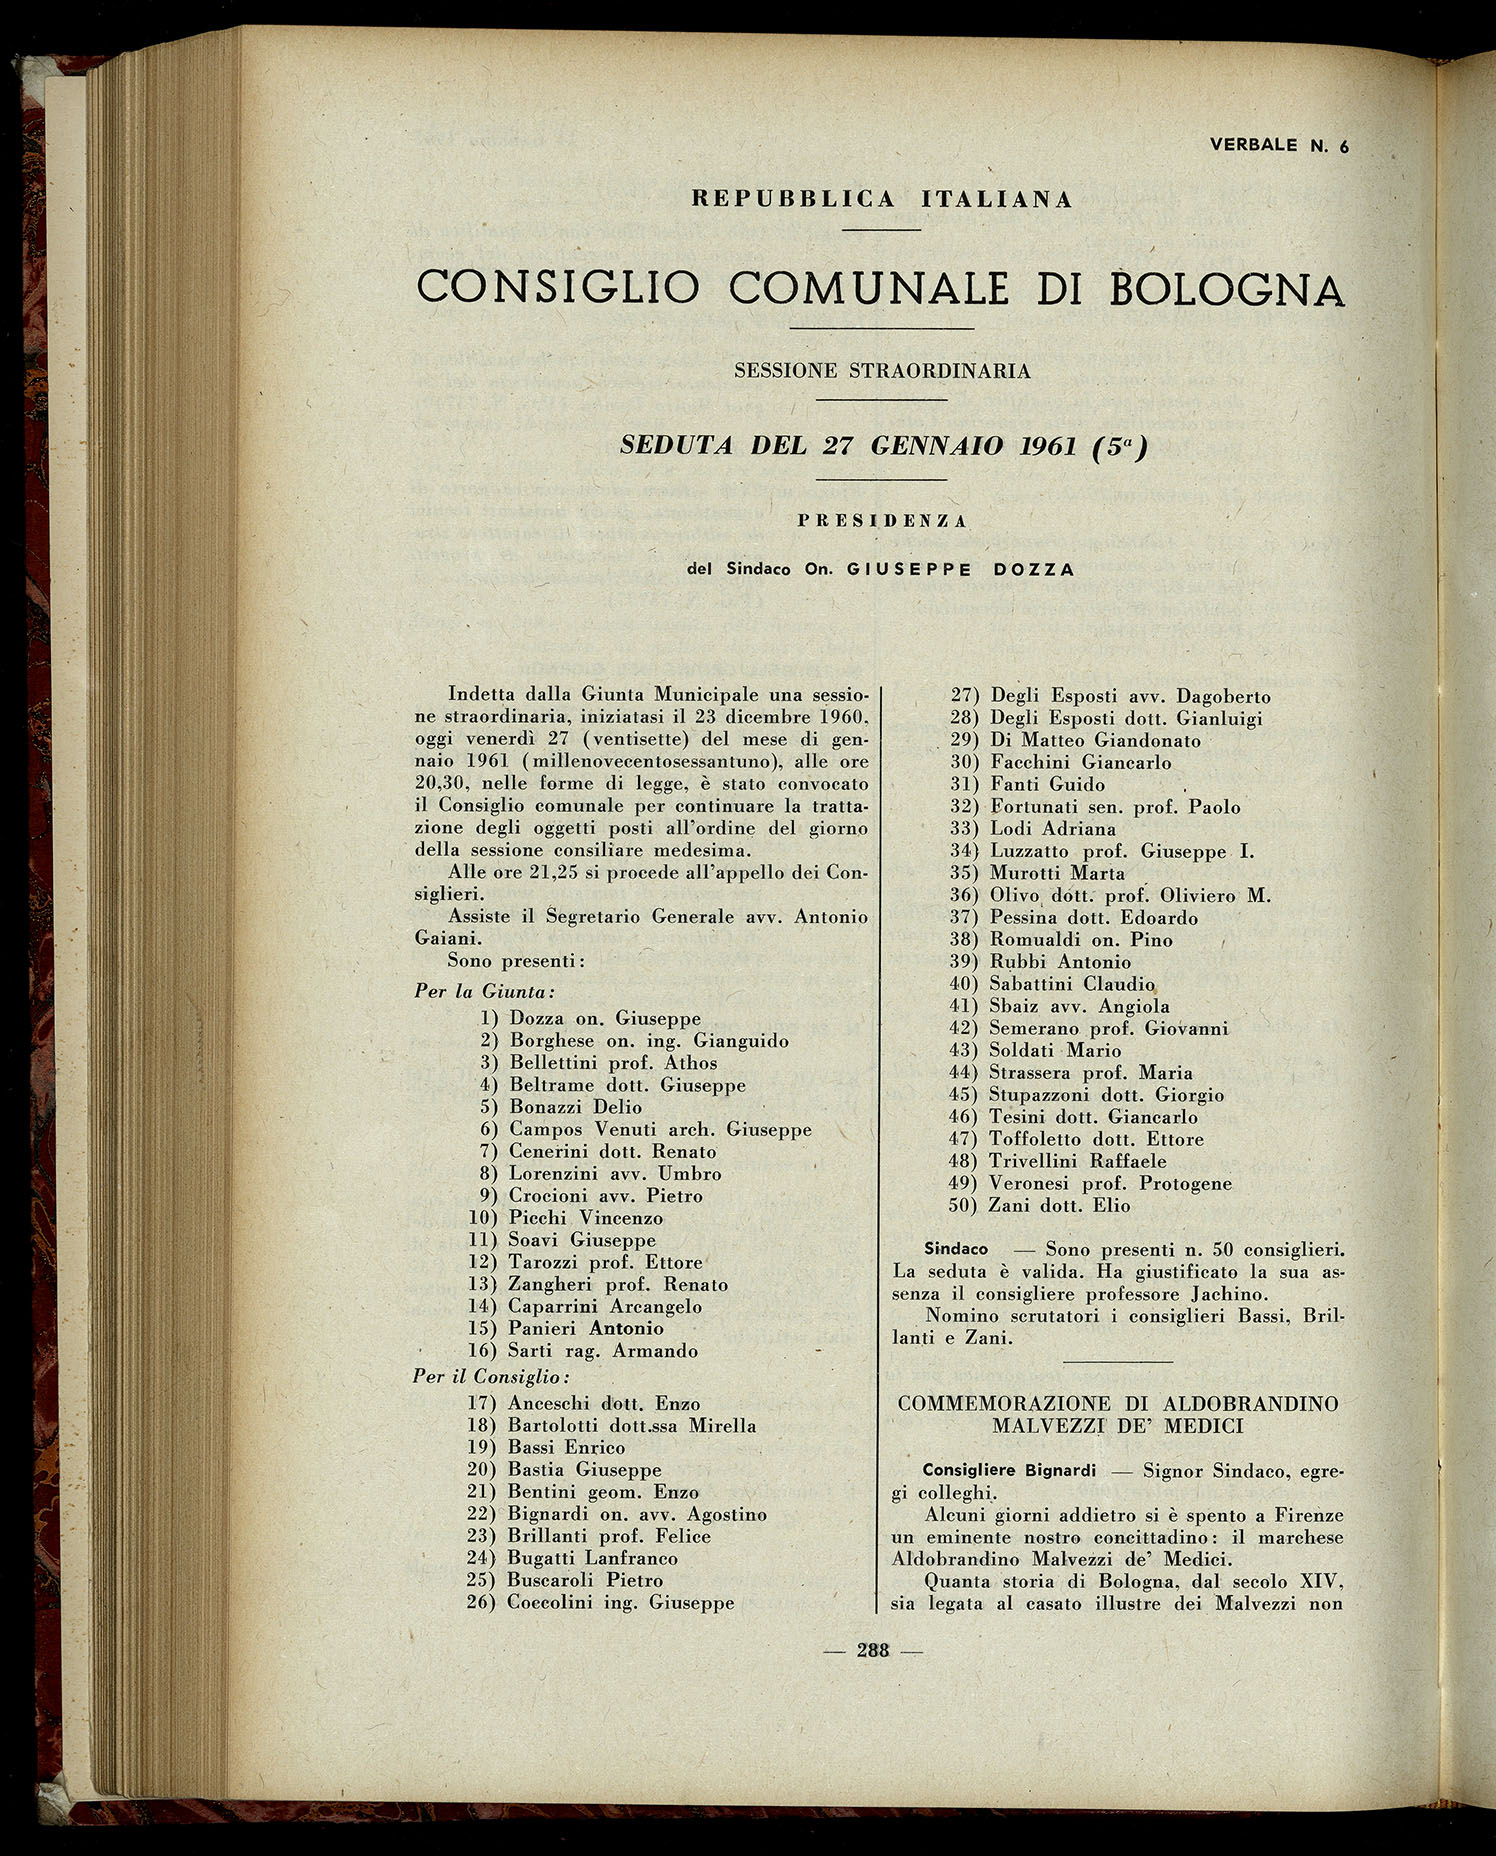 VERBALE N. 6
REPUBBLICA ITALIANA
CONSIGLIO COMUNALE DI BOLOGNA
SESSIONE STRAORDINARIA
SEDUTA DEL 27 GENNAIO 1961 (5ª)
PRESIDENZA
del Sindaco On. GIUSEPPE DOZZA
Indetta dalla Giunta Municipale una sessio-
ne straordinaria, iniziatasi il 23 dicembre 1960,
oggi venerdì 27 (ventisette) del mese di gen-
naio 1961 (millenovecentosessantuno), alle ore
20,30, nelle forme di legge, è stato convocato
il Consiglio comunale per continuare la tratta-
zione degli oggetti posti all'ordine del giorno
della sessione consiliare medesima.
Alle ore 21,25 si procede all'appello dei Con-
siglieri.
Assiste il Segretario Generale avv. Antonio
Gaiani.
Sono presenti:
Per la Giunta:
1) Dozza on. Giuseppe
2) Borghese on. ing. Gianguido
3) Bellettini prof. Athos
4) Beltrame dott. Giuseppe
5) Bonazzi Delio
6) Campos Venuti arch. Giuseppe
7) Cenerini dott. Renato
8) Lorenzini avv. Umbro
9) Crocioni avv. Pietro
10) Picchi Vincenzo
11) Soavi Giuseppe
12) Tarozzi prof. Ettore
13) Zangheri prof. Renato
14) Caparrini Arcangelo
15) Panieri Antonio
16) Sarti rag. Armando
Per il Consiglio:
17) Anceschi dott. Enzo
18) Bartolotti dott.ssa Mirella
19) Bassi Enrico
20) Bastia Giuseppe
21) Bentini geom. Enzo
22) Bignardi on. avv. Agostino
23) Brillanti prof. Felice
24) Bugatti Lanfranco
25) Buscaroli Pietro
26) Coccolini ing. Giuseppe
27) Degli Esposti avv. Dagoberto
28) Degli Esposti dott. Gianluigi
29) Di Matteo Giandonato
30) Facchini Giancarlo
31) Fanti Guido
32) Fortunati sen. prof. Paolo
33) Lodi Adriana
34) Luzzatto prof. Giuseppe I.
35) Murotti Marta
36) Olivo dott. prof. Oliviero M.
37) Pessina dott. Edoardo
38) Romualdi on. Pino
39) Rubbi Antonio
40) Sabattini Claudio
41) Sbaiz avv. Angiola
42) Semerano prof. Giovanni
43) Soldati Mario
44) Strassera prof. Maria
45) Stupazzoni dott. Giorgio
46) Tesini dott. Giancarlo
47) Toffoletto dott. Ettore
48) Trivellini Raffaele
49) Veronesi prof. Protogene
50) Zani dott. Elio
Sindaco — Sono presenti n. 50 consiglieri.
La seduta è valida. Ha giustificato la sua as-
senza il consigliere professore Jachino.
Nomino scrutatori i consiglieri Bassi, Bril-
lanti e Zani.
COMMEMORAZIONE DI ALDOBRANDINO
MALVEZZI DE' MEDICI
Consigliere Bignardi — Signor Sindaco, egre-
gi colleghi.
Alcuni giorni addietro si è spento a Firenze
un eminente nostro concittadino: il marchese
Aldobrandino Malvezzi de' Medici.
Quanta storia di Bologna, dal secolo XIV,
sia legata al casato illustre dei Malvezzi non
— 288 —